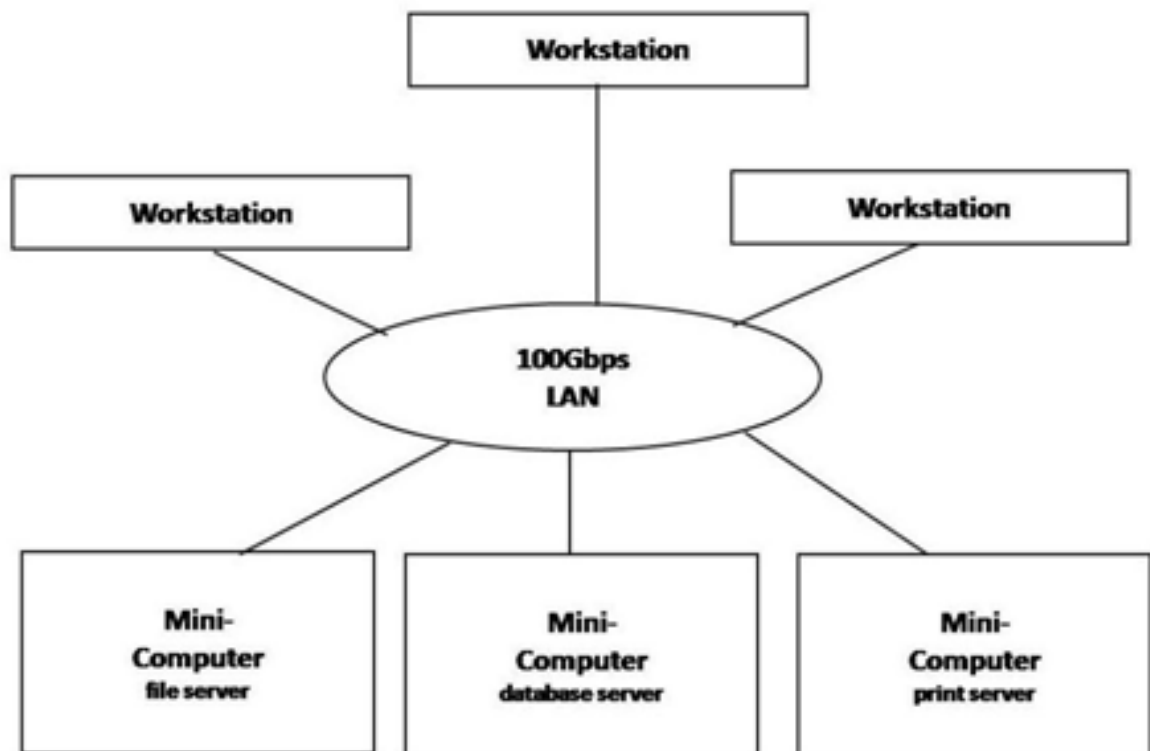 Workstation
Workstation
Workstation
100Gbps
LAN
Mini-
Computer
file server
Mini-
Computer
database server
Mini-
Computer
print server